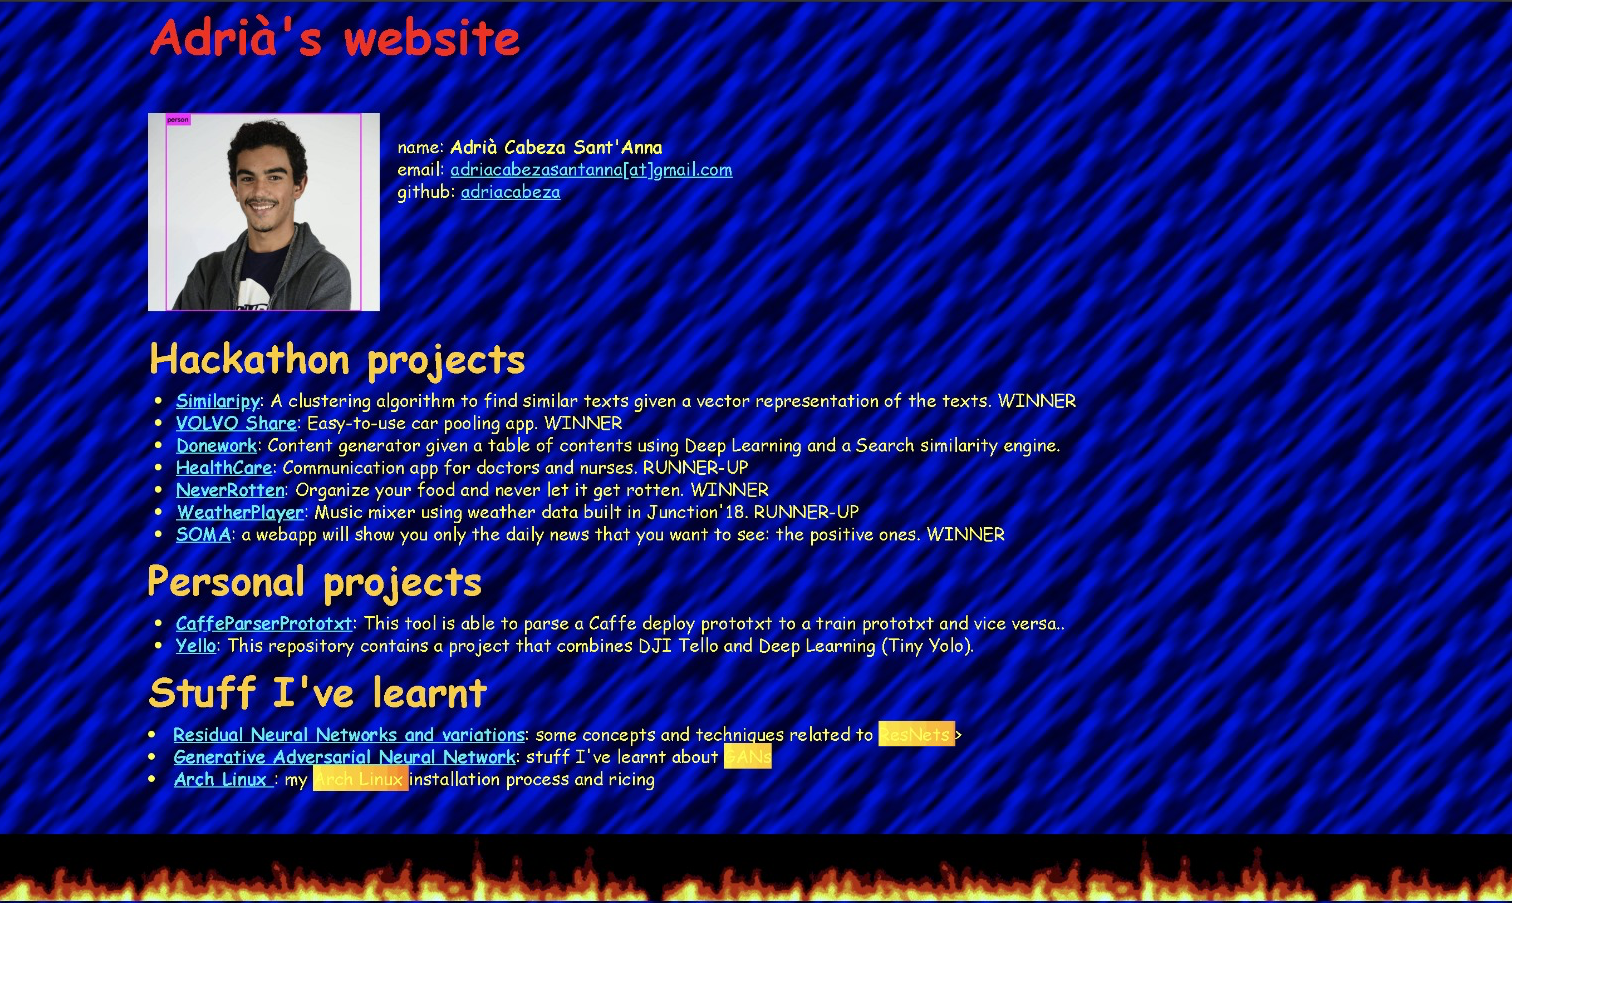 Adrià's website
person
name: Adrià Cabeza Sant'Anna
email: adriacabezasantanna[at]gmail.com
github: adriacabeza
Hackathon projects
Similaripy: A clustering algorithm to find similar texts given a vector representation of the texts. WINNER
VOLVO Share: Easy-to-use car pooling app. WINNER
Donework: Content generator given a table of contents using Deep Learning and a Search similarity engine.
HealthCare: Communication app for doctors and nurses. RUNNER-UP
NeverRotten: Organize your food and never let it get rotten. WINNER
WeatherPlayer: Music mixer using weather data built in Junction'18. RUNNER-UP
SOMA: a webapp will show you only the daily news that you want to see: the positive ones. WINNER
Personal projects
CaffeParserPrototxt: This tool is able to parse a Caffe deploy prototxt to a train prototxt and vice versa..
Yello: This repository contains a project that combines DJI Tello and Deep Learning (Tiny Yolo).
Stuff I've learnt
Residual Neural Networks and variations: some concepts and techniques related to ResNets >
Generative Adversarial Neural Network: stuff I've learnt about GANs
Arch Linux : my Arch Linux installation process and ricing